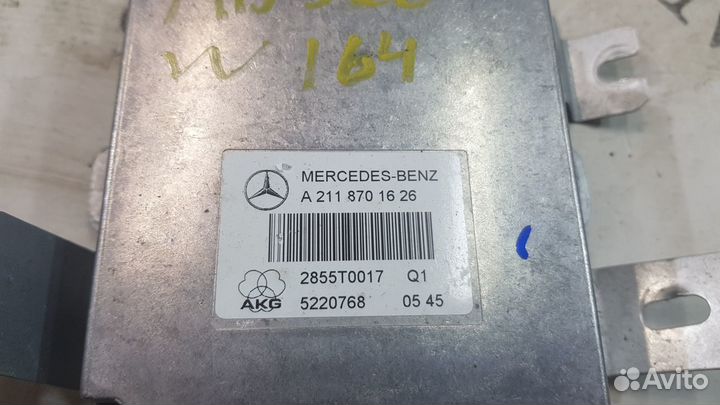 W 164
MERCEDES-BENZ
A 211 870 16 26
2855T0017 Q1
AKG 5220768 05 45
Avito